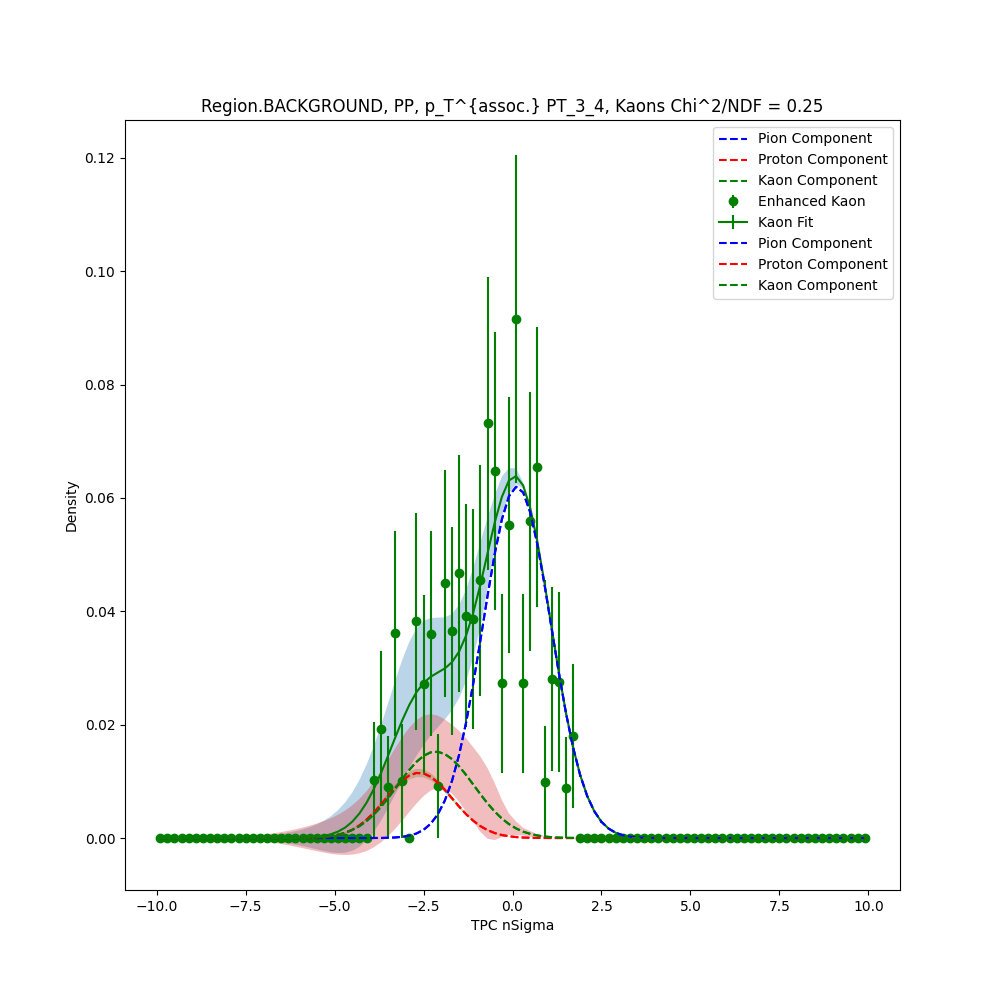 Region.BACKGROUND, PP, p_T^{assoc.} PT_3_4, Kaons Chi^2/NDF = 0.25
Pion Component
Proton Component
Kaon Component
Enhanced Kaon
Kaon Fit
Pion Component
Proton Component
Kaon Component
0.12
0.10
0.08
0.06
0.04
0.02
0.00
Density
−10.0 −7.5 −5.0 −2.5 0.0 2.5 5.0 7.5 10.0
TPC nSigma